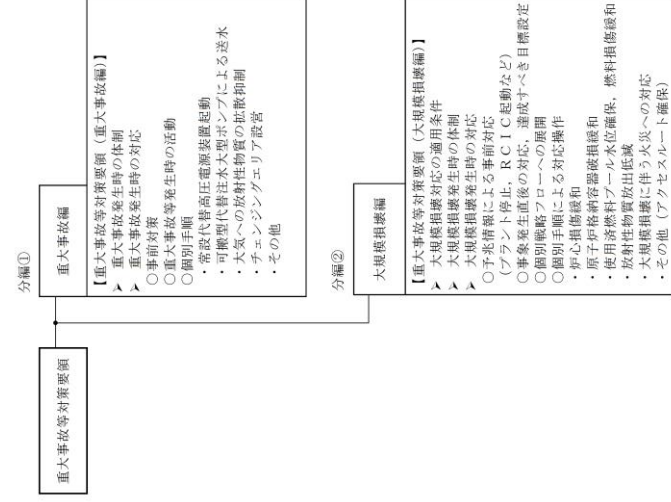 重大事故等対策要領
分編①
重大事故編
【重大事故等対策要領（重大事故編）】
➤ 重大事故発生時の体制
➤ 重大事故発生時の対応
○事前対策
○重大事故等発生時の活動
○個別手順
・常設代替高圧電源装置起動
・可搬型代替注水大型ポンプによる送水
・大気への放射性物質の拡散抑制
・チェンジングエリア設営
・その他
分編②
大規模損壊編
【重大事故等対策要領（大規模損壊編）】
➤ 大規模損壊対応の適用条件
➤ 大規模損壊発生時の体制
➤ 大規模損壊発生時の対応
○予兆情報による事前対応
（プラント停止，ＲＣＩＣ起動など）
○事象発生直後の対応，達成すべき目標設定
○個別戦略フローへの展開
○個別手順による対応操作
・炉心損傷緩和
・原子炉格納容器破損緩和
・使用済燃料プール水位確保，燃料損傷緩和
・放射性物質放出低減
・大規模損壊に伴う火災への対応
・その他（アクセスルート確保）